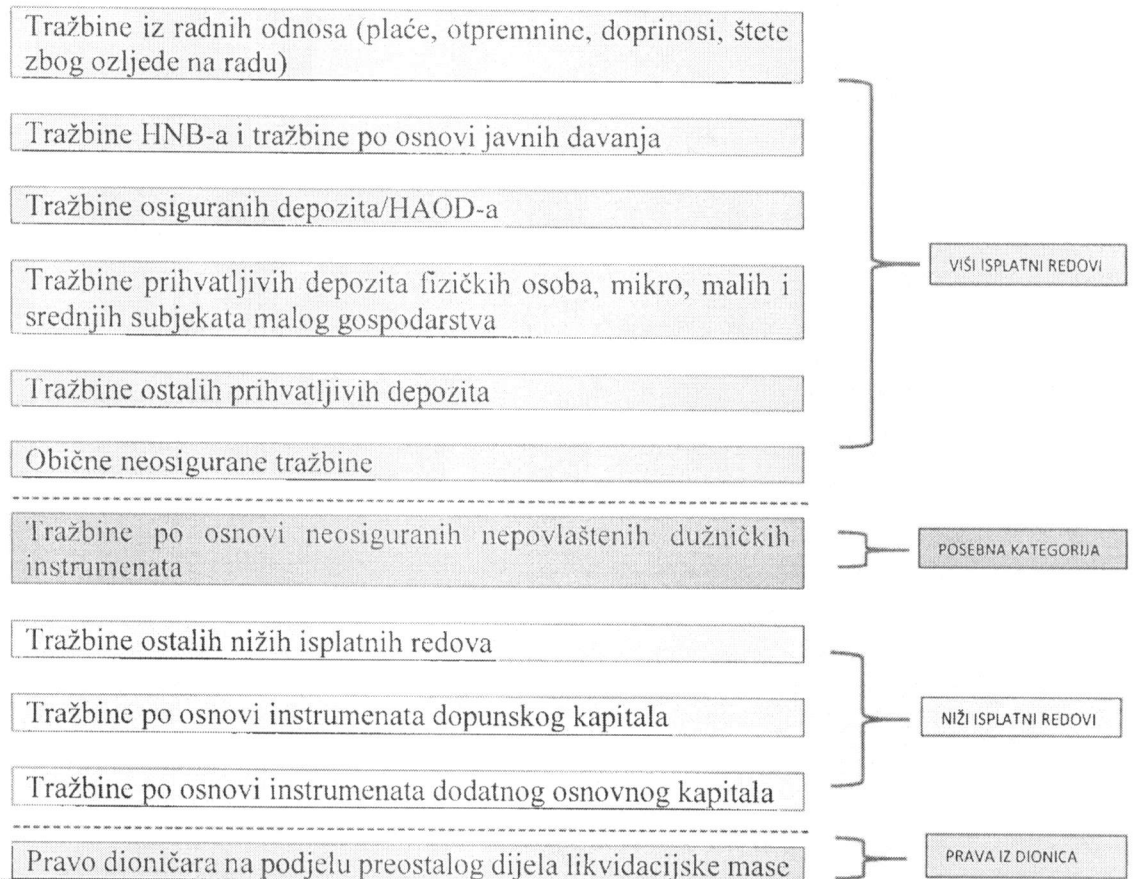 Tražbine iz radnih odnosa (plaće, otpremnine, doprinosi, štete
zbog ozljede na radu)
Tražbine HNB-a i tražbine po osnovi javnih davanja
Tražbine osiguranih depozita/HAOD-a
Tražbine prihvatljivih depozita fizičkih osoba, mikro, malih i
srednjih subjekata malog gospodarstva
VIŠI ISPLATNI REDOVI
Tražbine ostalih prihvatljivih depozita
Obične neosigurane tražbine
Tražbine po osnovi neosiguranih nepovlaštenih dužničkih
instrumenata
POSEBNA KATEGORIJA
Tražbine ostalih nižih isplatnih redova
Tražbine po osnovi instrumenata dopunskog kapitala
NIŽI ISPLATNI REDOVI
Tražbine po osnovi instrumenata dodatnog osnovnog kapitala
Pravo dioničara na podjelu preostalog dijela likvidacijske mase
PRAVA IZ DIONICA